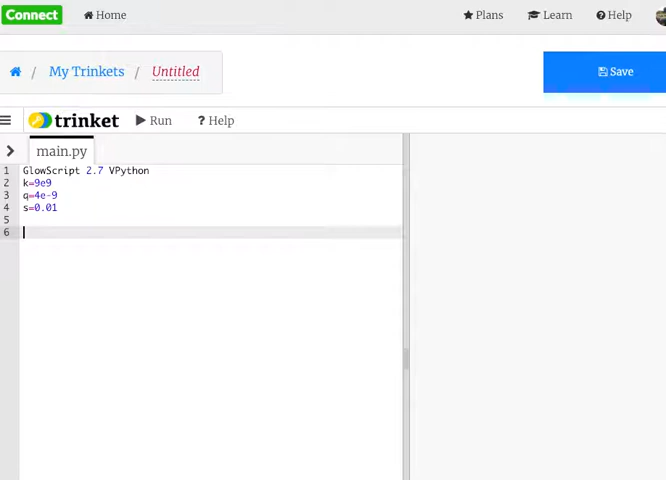 Connect
Home
Plans
Learn
Help
/ My Trinkets / Untitled
Save
trinket
Run
? Help
main.py
1 GlowScript 2.7 VPython
2 k=9e9
3 q=4e-9
4 s=0.01
5
6